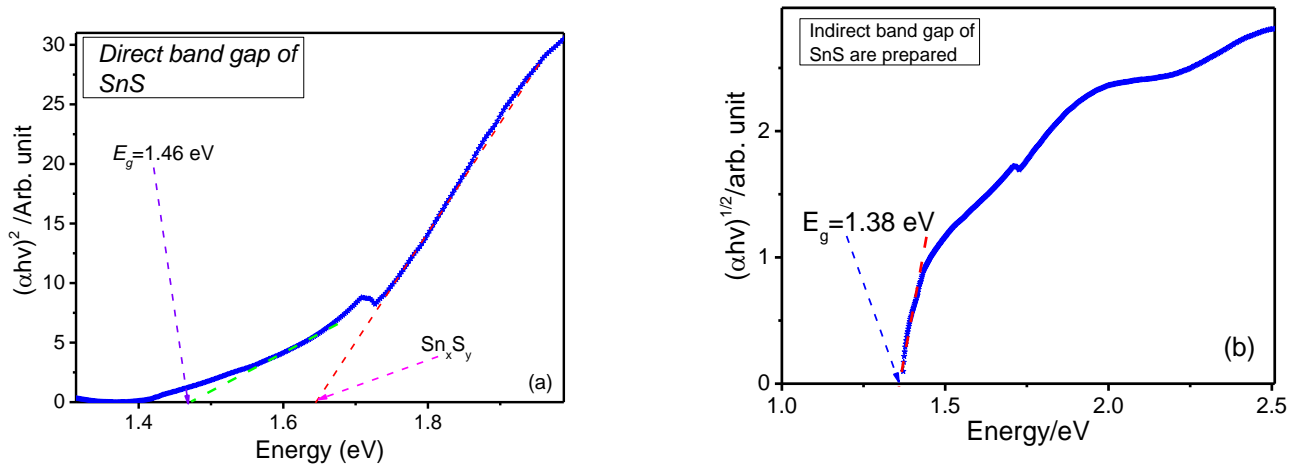 Direct band gap of
SnS
E_g=1.46 eV
Sn_xS_y
(a)
(αhν)^2 /Arb. unit
30
25
20
15
10
5
0
1.4
1.6
1.8
Energy (eV)
Indirect band gap of
SnS are prepared
E_g=1.38 eV
(b)
(αhν)^1/2/arb. unit
2
1
0
1.0
1.5
2.0
2.5
Energy/eV